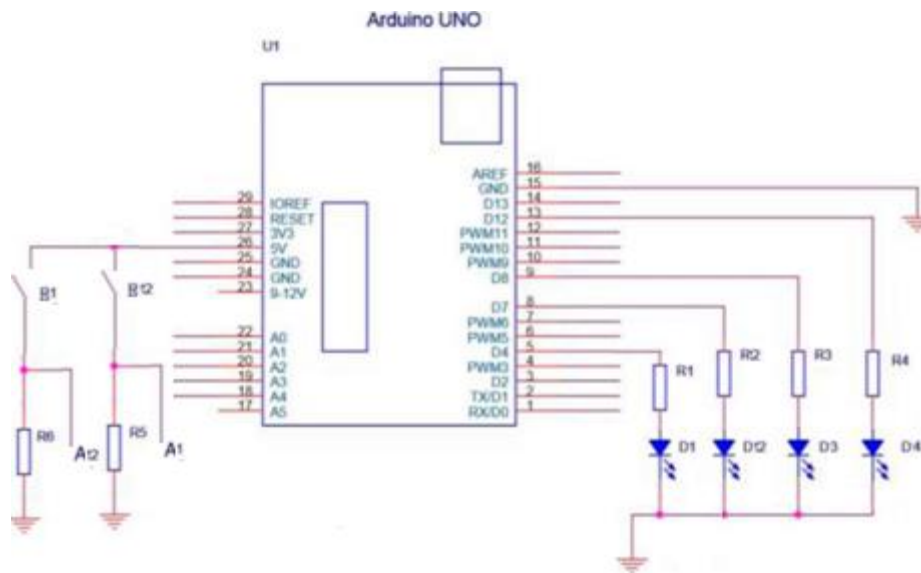 Arduino UNO
U1
29 IOREF
28 RESET
27 3V3
26 5V
25 GND
24 GND
23 9-12V
22 A0
21 A1
20 A2
19 A3
18 A4
17 A5
AREF 16
GND 15
D13 14
D12 13
PWM11 12
PWM10 11
PWM9 10
D8 9
D7 8
PWM6 7
PWM5 6
D4 5
PWM3 4
D2 3
TX/D1 2
RX/D0 1
B1
B12
R6
A12
R5
A1
R1
R2
R3
R4
D1
D12
D3
D4